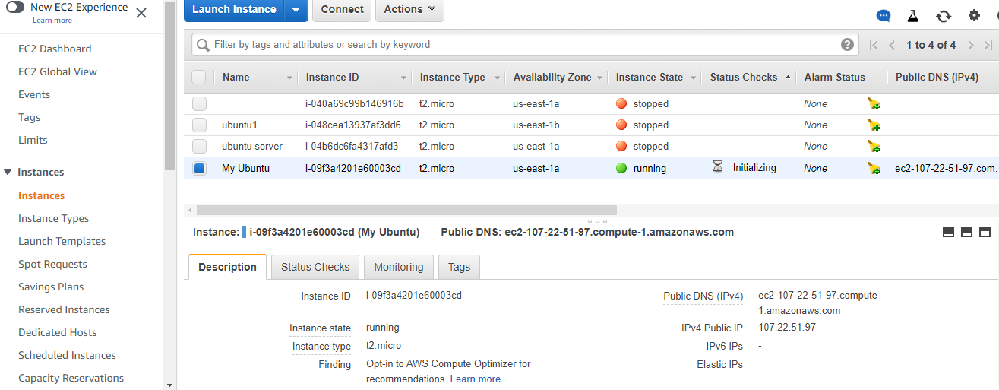 New EC2 Experience
Learn more
EC2 Dashboard
EC2 Global View
Events
Tags
Limits
Instances
Instances
Instance Types
Launch Templates
Spot Requests
Savings Plans
Reserved Instances
Dedicated Hosts
Scheduled Instances
Capacity Reservations
Launch Instance Connect Actions
Filter by tags and attributes or search by keyword ? 1 to 4 of 4
Name Instance ID Instance Type Availability Zone Instance State Status Checks Alarm Status Public DNS (IPv4)
i-040a69c99b146916b t2.micro us-east-1a stopped None
ubuntu1 i-048cea13937af3dd6 t2.micro us-east-1b stopped None
ubuntu server i-04b6dc6fa4317afd3 t2.micro us-east-1a stopped None
My Ubuntu i-09f3a4201e60003cd t2.micro us-east-1a running Initializing None ec2-107-22-51-97.com.
Instance: i-09f3a4201e60003cd (My Ubuntu) Public DNS: ec2-107-22-51-97.compute-1.amazonaws.com
Description Status Checks Monitoring Tags
Instance ID i-09f3a4201e60003cd Public DNS (IPv4) ec2-107-22-51-97.compute-
1.amazonaws.com
Instance state running IPv4 Public IP 107.22.51.97
Instance type t2.micro IPv6 IPs -
Finding Opt-in to AWS Compute Optimizer for Elastic IPs
recommendations. Learn more